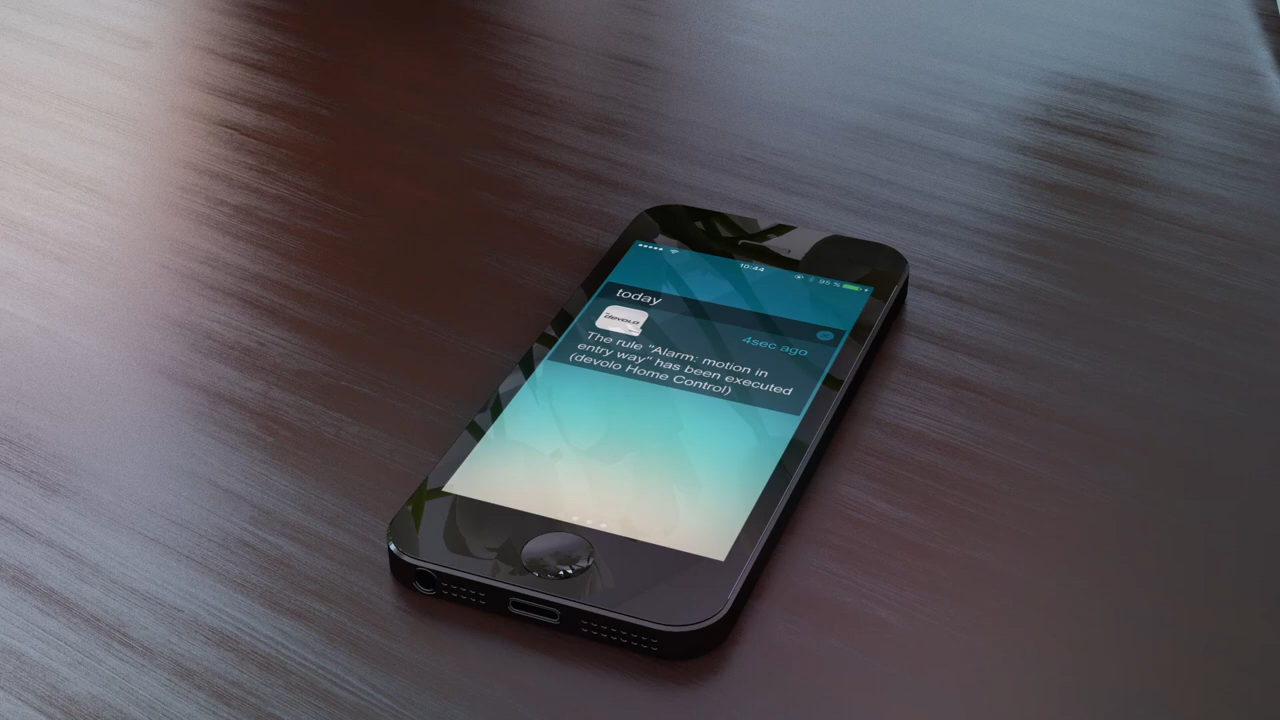 10:44
95 %
today
devolo
4sec ago
The rule "Alarm: motion in
entry way" has been executed
(devolo Home Control)